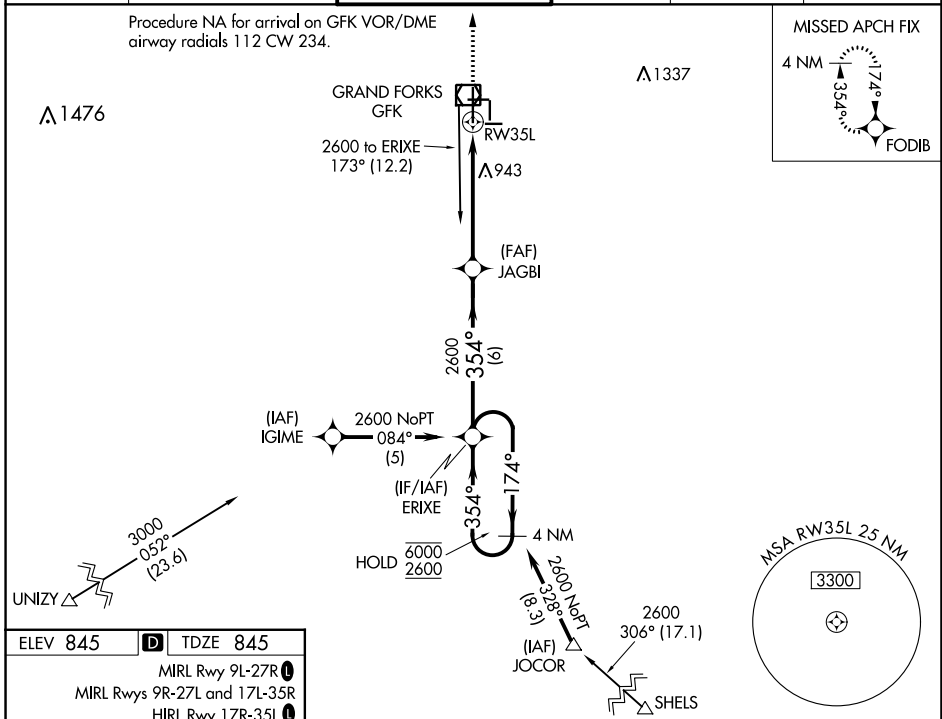 Procedure NA for arrival on GFK VOR/DME
airway radials 112 CW 234.
MISSED APCH FIX
4 NM
174°
354°
FODIB
1337
1476
GRAND FORKS
GFK
RW35L
2600 to ERIXE
173° (12.2)
943
(FAF)
JAGBI
2600
354°
(6)
(IAF)
IGIME
2600 NoPT
084°
(5)
(IF/IAF)
ERIXE
354°
174°
4 NM
HOLD
6000
2600
3000
052°
(23.6)
UNIZY
2600 NoPT
328°
(8.3)
(IAF)
JOCOR
2600
306° (17.1)
SHELS
MSA RW35L 25 NM
3300
ELEV 845 D TDZE 845
MIRL Rwy 9L-27R L
MIRL Rwys 9R-27L and 17L-35R
HIRL Rwy 17R-35L L